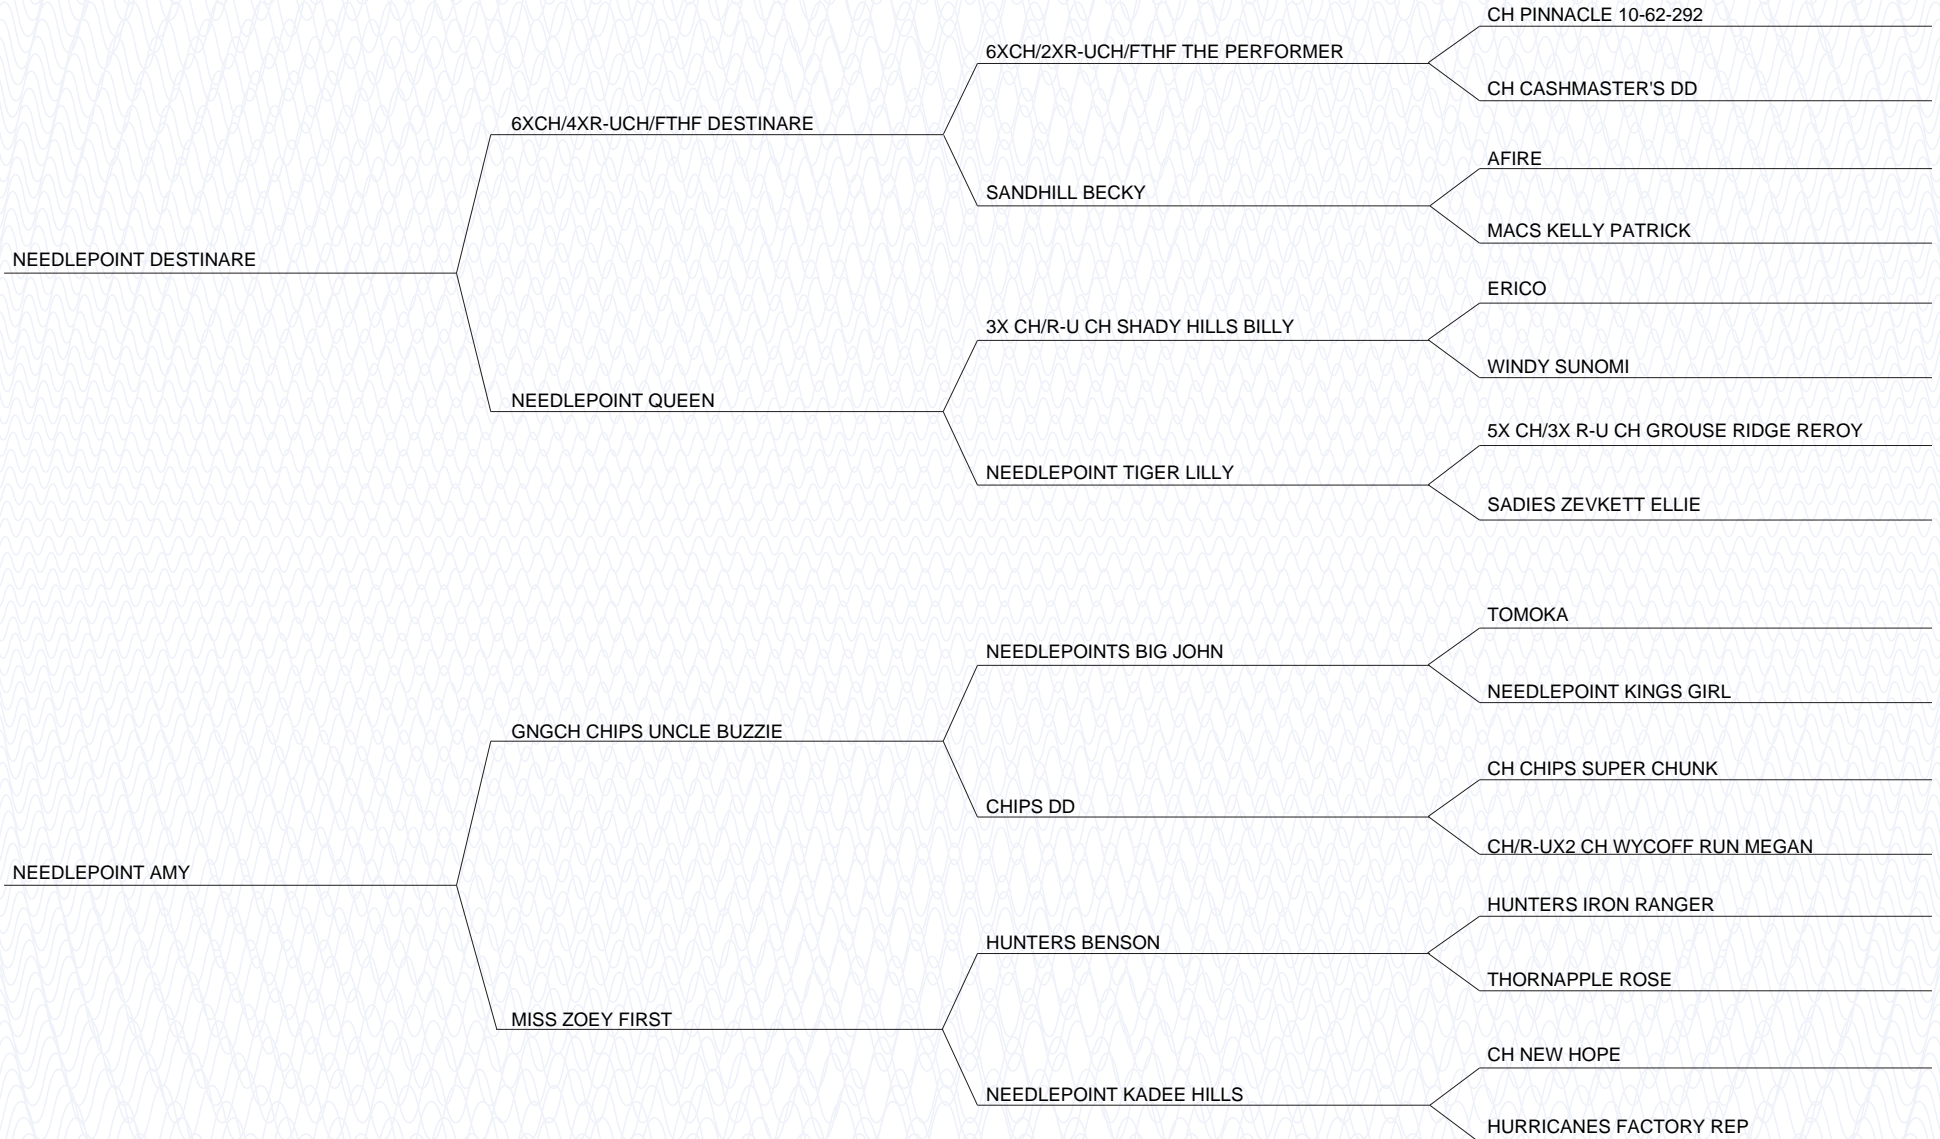 CH PINNACLE 10-62-292
6XCH/2XR-UCH/FTHF THE PERFORMER
CH CASHMASTER'S DD
6XCH/4XR-UCH/FTHF DESTINARE
AFIRE
SANDHILL BECKY
MACS KELLY PATRICK
NEEDLEPOINT DESTINARE
ERICO
3X CH/R-U CH SHADY HILLS BILLY
WINDY SUNOMI
NEEDLEPOINT QUEEN
5X CH/3X R-U CH GROUSE RIDGE REROY
NEEDLEPOINT TIGER LILLY
SADIES ZEVKETT ELLIE
TOMOKA
NEEDLEPOINTS BIG JOHN
NEEDLEPOINT KINGS GIRL
GNGCH CHIPS UNCLE BUZZIE
CH CHIPS SUPER CHUNK
CHIPS DD
CH/R-UX2 CH WYCOFF RUN MEGAN
NEEDLEPOINT AMY
HUNTERS IRON RANGER
HUNTERS BENSON
THORNAPPLE ROSE
MISS ZOEY FIRST
CH NEW HOPE
NEEDLEPOINT KADEE HILLS
HURRICANES FACTORY REP